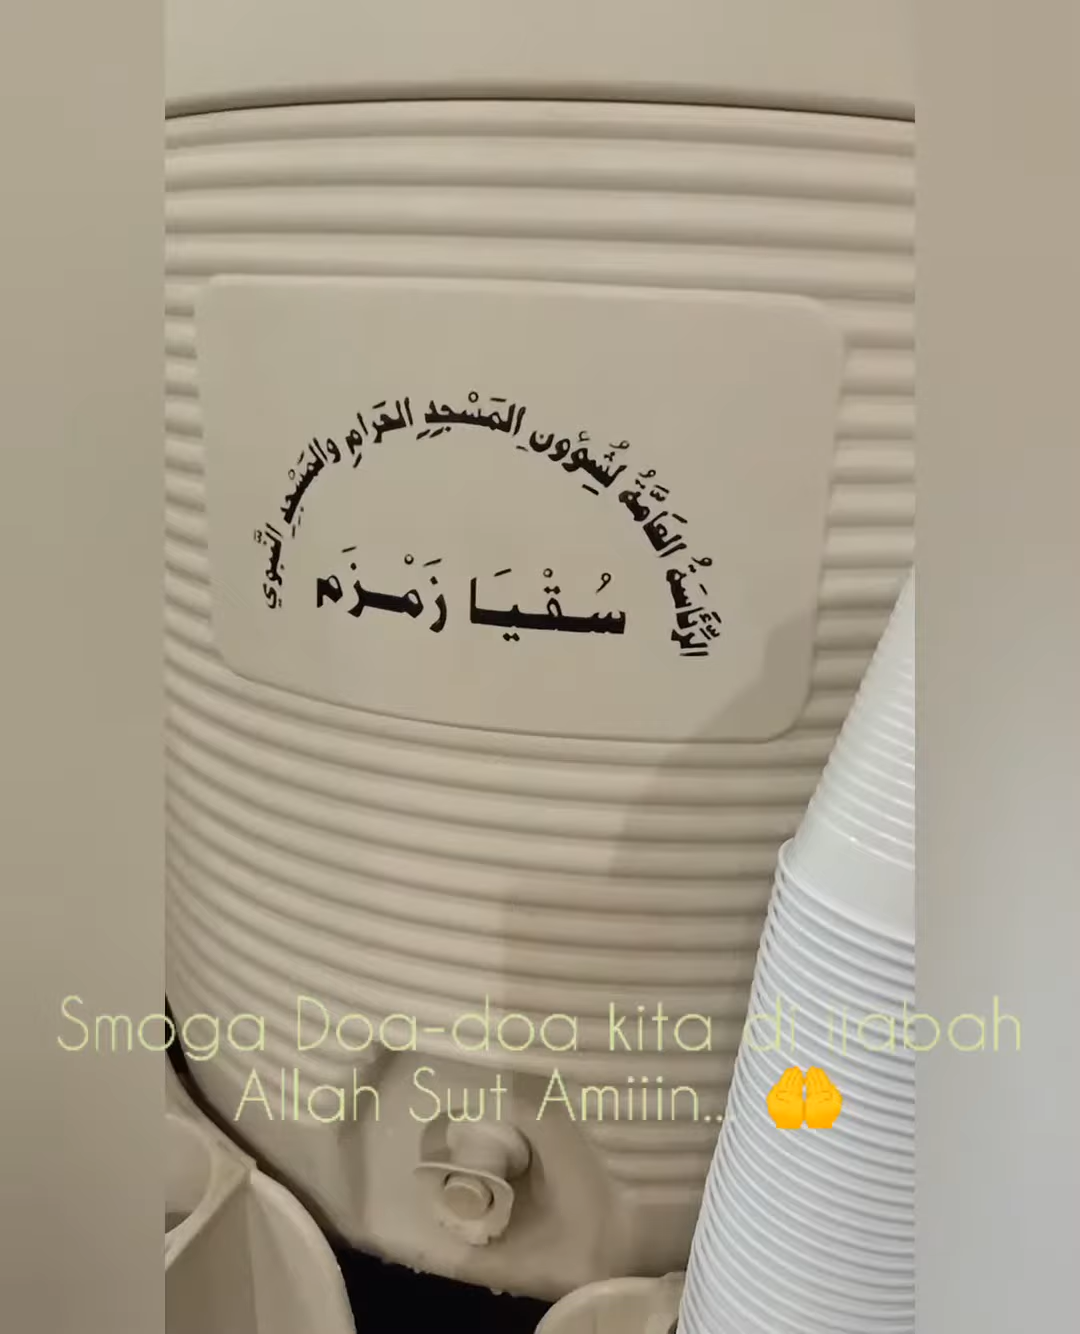 الرِّئَاسَةُ العَامَّةُ لشُؤُونِ المَسْجِدِ الحَرَامِ والمَسْجِدِ النَّبَوِي
سُقْيَا زَمْزَم
Smoga Doa-doa kita di ijabah
Allah Swt Amiiin... 🤲